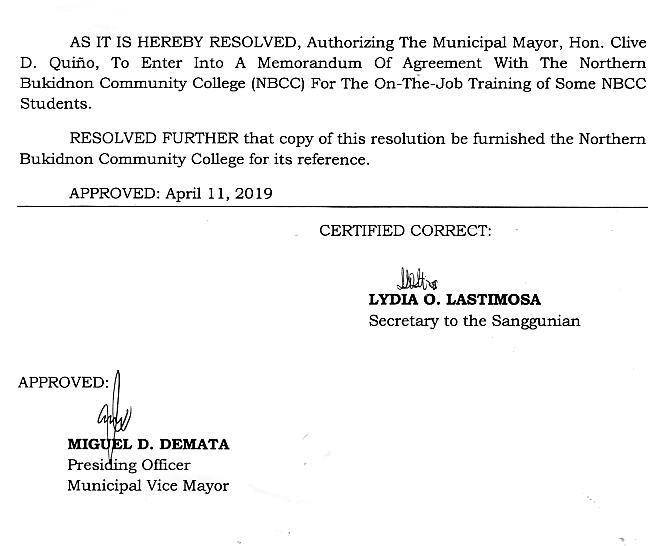 AS IT IS HEREBY RESOLVED, Authorizing The Municipal Mayor, Hon. Clive
D. Quiño, To Enter Into A Memorandum Of Agreement With The Northern
Bukidnon Community College (NBCC) For The On-The-Job Training of Some NBCC
Students.
RESOLVED FURTHER that copy of this resolution be furnished the Northern
Bukidnon Community College for its reference.
APPROVED: April 11, 2019
CERTIFIED CORRECT:
LYDIA O. LASTIMOSA
Secretary to the Sanggunian
APPROVED:
MIGUEL D. DEMATA
Presiding Officer
Municipal Vice Mayor